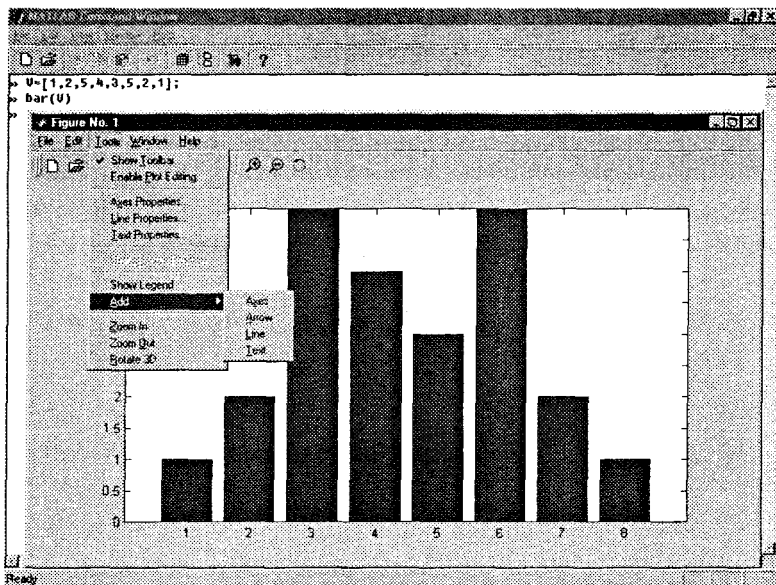 MATLAB Command Window
» V=[1,2,5,4,3,5,2,1];
» bar(V)
»
Figure No. 1
File Edit Tools Window Help
Show Toolbar
Enable Plot Editing
Axes Properties...
Line Properties...
Text Properties...
Show Legend
Add
Axes
Arrow
Line
Text
Zoom In
Zoom Out
Rotate 3D
2
1.5
1
0.5
0
1 2 3 4 5 6 7 8
Ready